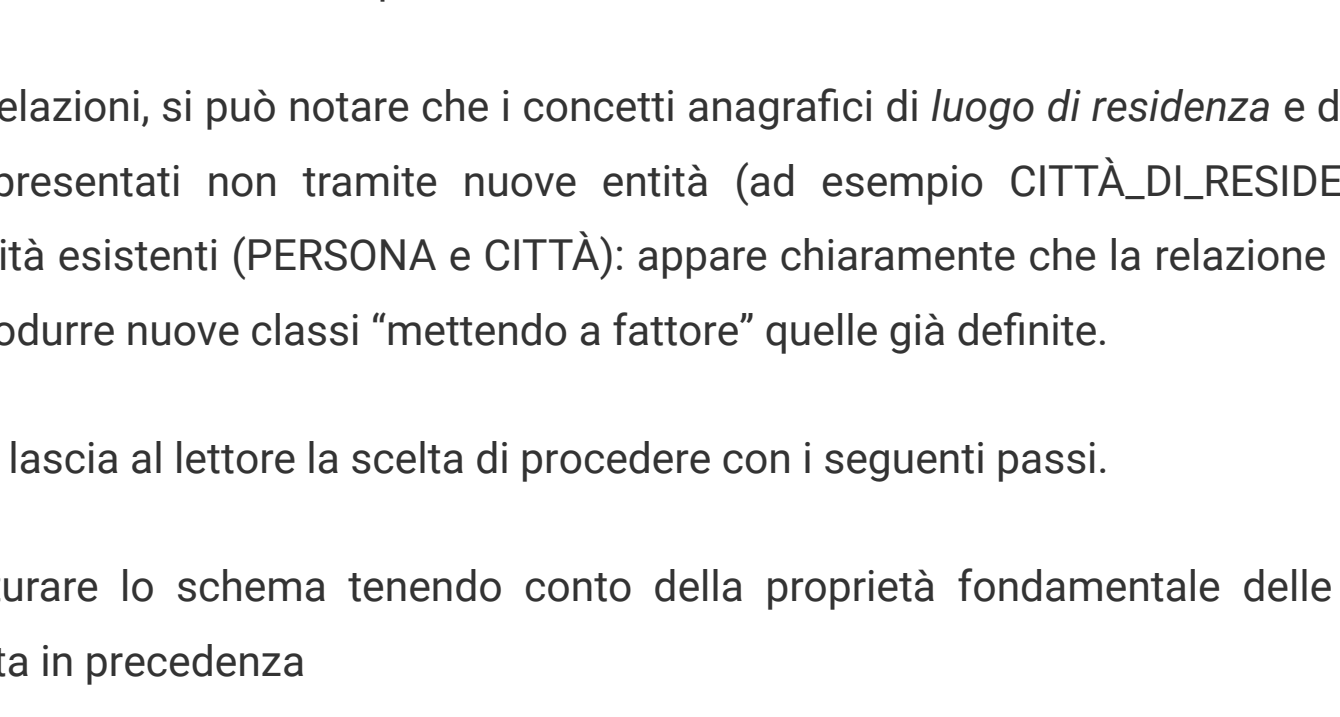 elazioni, si può notare che i concetti anagrafici di luogo di residenza e d
presentati non tramite nuove entità (ad esempio CITTÀ_DI_RESIDE
ità esistenti (PERSONA e CITTÀ): appare chiaramente che la relazione
odurre nuove classi “mettendo a fattore” quelle già definite.
lascia al lettore la scelta di procedere con i seguenti passi.
urare lo schema tenendo conto della proprietà fondamentale delle
ta in precedenza